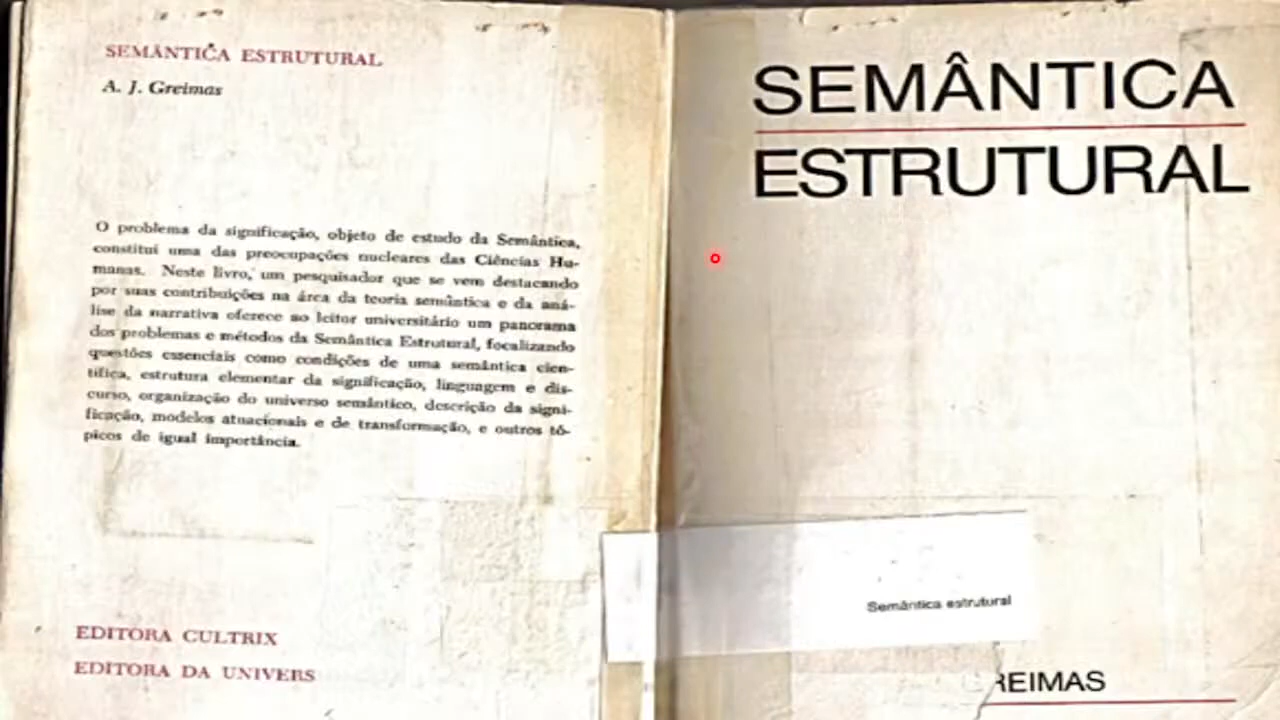 SEMÂNTICA ESTRUTURAL
A. J. Greimas
O problema da significação, objeto de estudo da Semântica,
constitui uma das preocupações nucleares das Ciências Hu-
manas. Neste livro, um pesquisador que se vem destacando
por suas contribuições na área da teoria semântica e da aná-
lise da narrativa oferece ao leitor universitário um panorama
dos problemas e métodos da Semântica Estrutural, focalizando
questões essenciais como condições de uma semântica cien-
tífica, estrutura elementar da significação, linguagem e dis-
curso, organização do universo semântico, descrição da signi-
ficação, modelos atuacionais e de transformação, e outros tó-
picos de igual importância.
EDITORA CULTRIX
EDITORA DA UNIVERS
SEMÂNTICA
ESTRUTURAL
Semântica estrutural
REIMAS